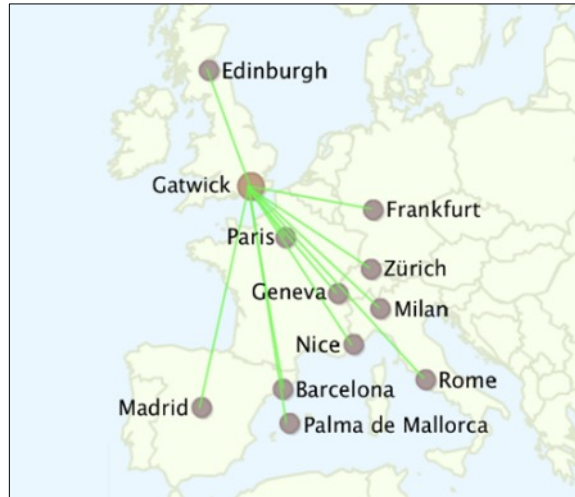 Edinburgh
Gatwick
Frankfurt
Paris
Zürich
Geneva
Milan
Nice
Rome
Barcelona
Madrid
Palma de Mallorca